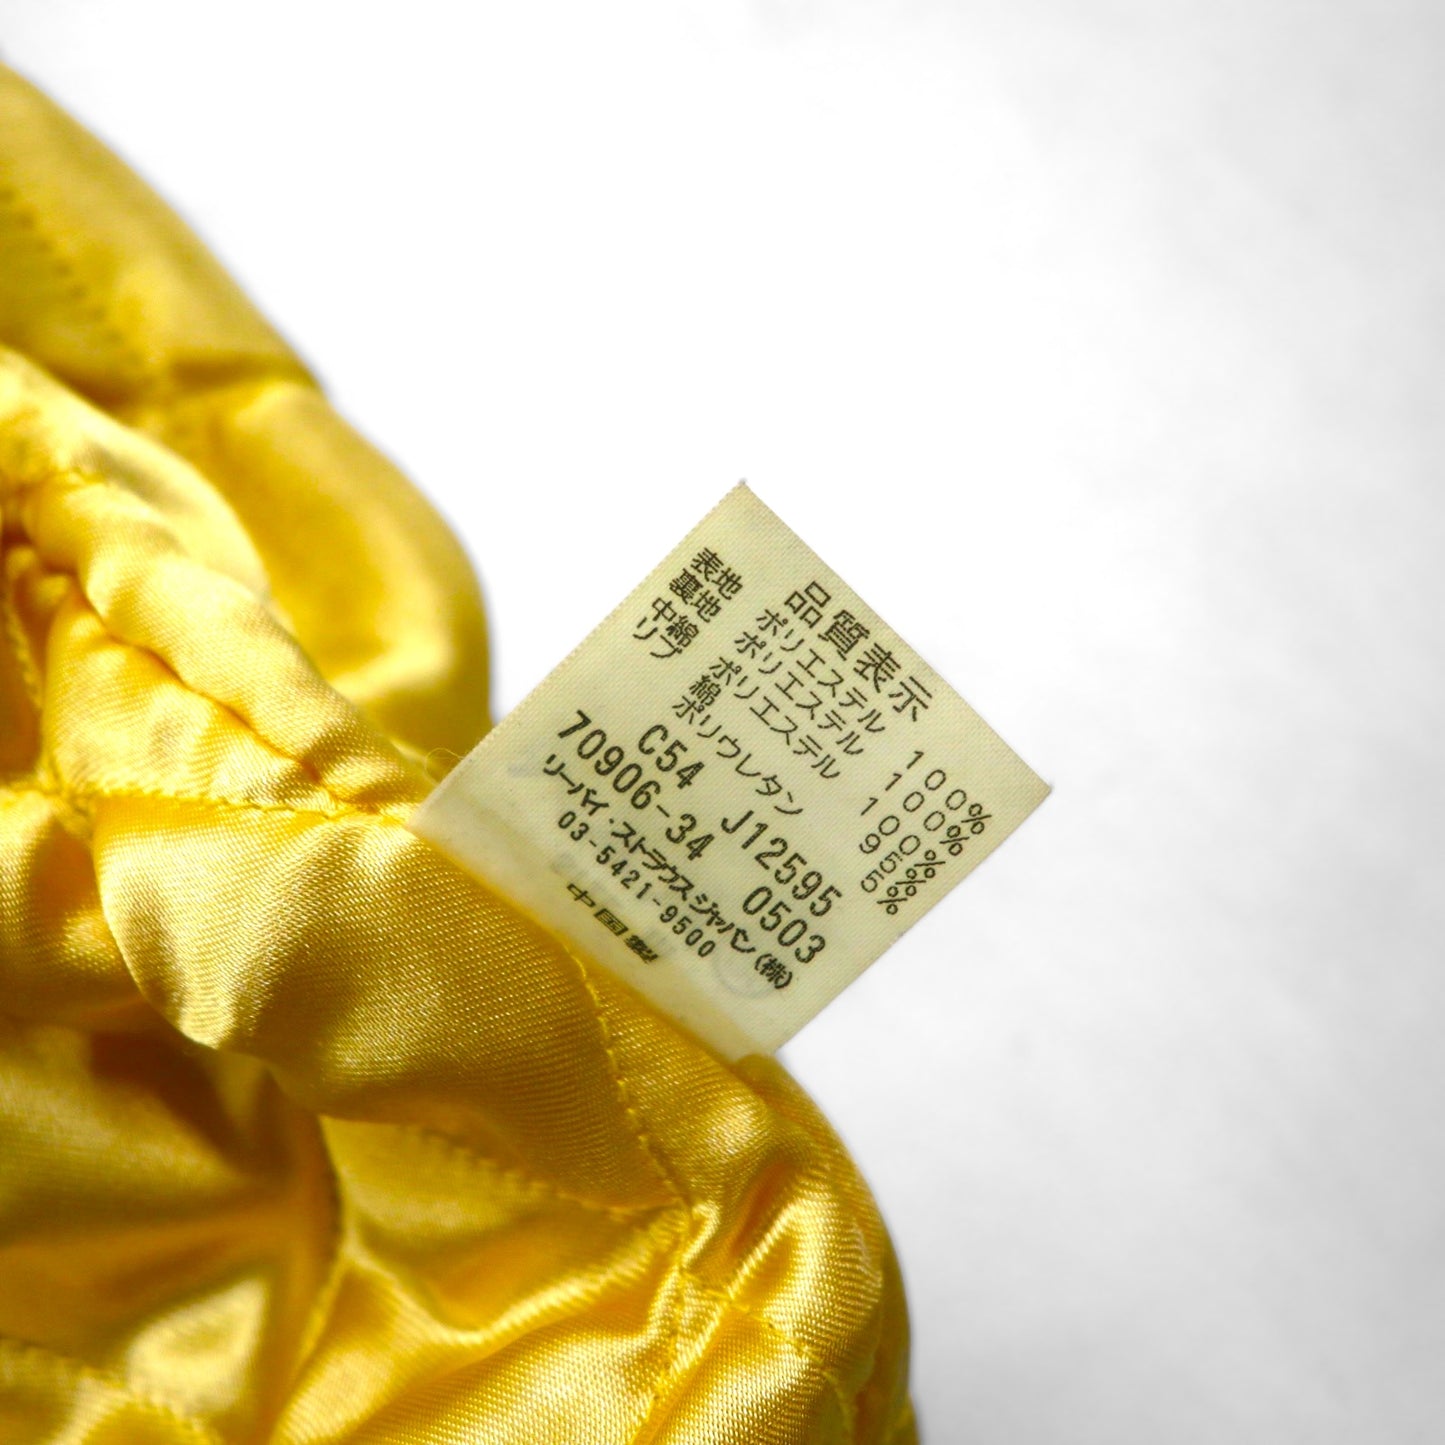 品質表示
表地 ポリエステル 100%
裏地 ポリエステル 100%
中綿 ポリエステル 100%
リブ 綿 95%
ポリウレタン 5%
C54 J12595
70906-34 0503
リーバイ・ストラウスジャパン(株)
03-5421-9500
中国製